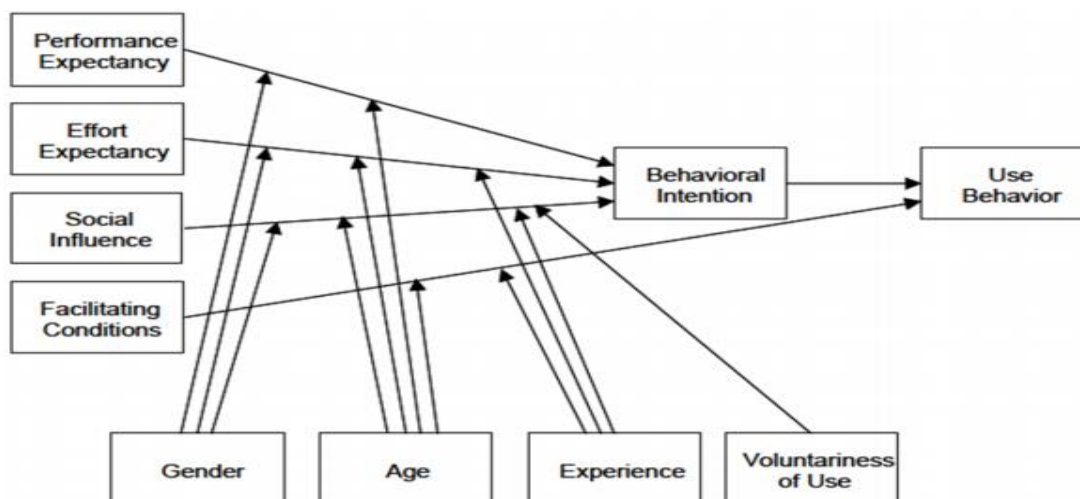 Performance
Expectancy
Effort
Expectancy
Social
Influence
Facilitating
Conditions
Behavioral
Intention
Use
Behavior
Gender
Age
Experience
Voluntariness
of Use